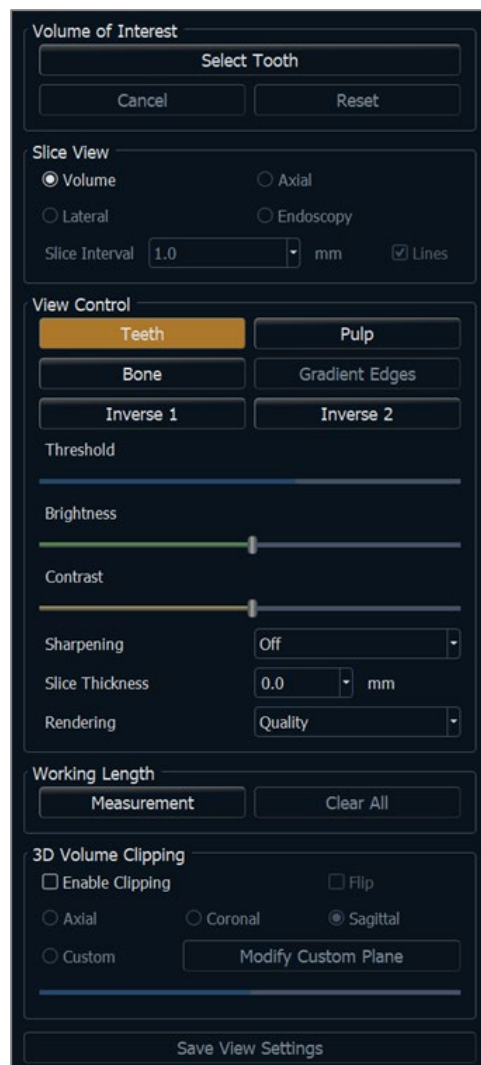 Volume of Interest
Select Tooth
Cancel Reset
Slice View
Volume Axial
Lateral Endoscopy
Slice Interval 1.0 mm Lines
View Control
Teeth Pulp
Bone Gradient Edges
Inverse 1 Inverse 2
Threshold
Brightness
Contrast
Sharpening Off
Slice Thickness 0.0 mm
Rendering Quality
Working Length
Measurement Clear All
3D Volume Clipping
Enable Clipping Flip
Axial Coronal Sagittal
Custom Modify Custom Plane
Save View Settings